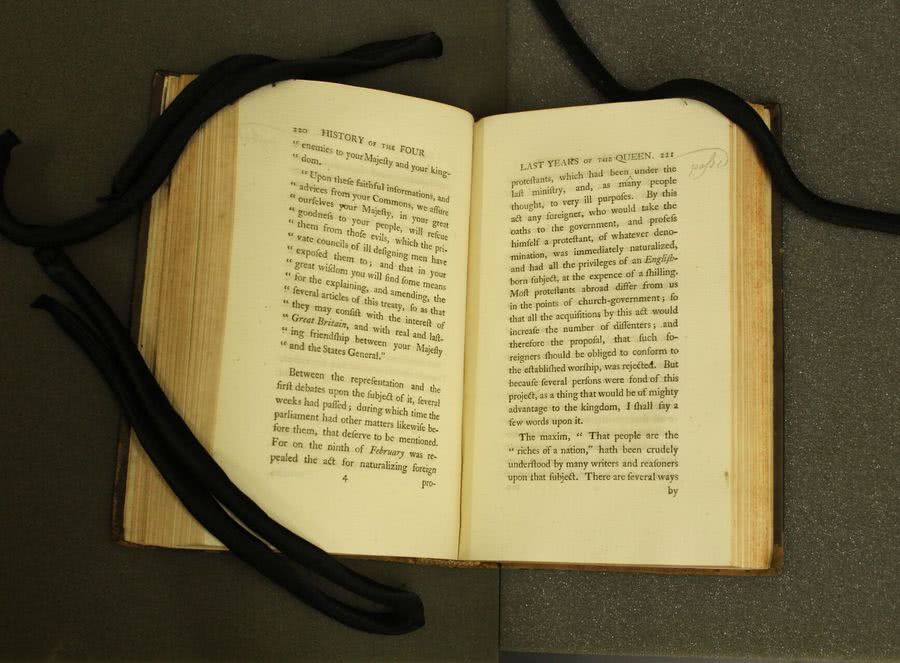 220 HISTORY OF THE FOUR
“ enemies to your Majeſty and your king-
“ dom.
“ Upon theſe faithful informations, and
“ advices from your Commons, we aſſure
“ ourſelves your Majeſty, in your great
“ goodneſs to your people, will reſcue
“ them from thoſe evils, which the pri-
“ vate councils of ill deſigning men have
“ expoſed them to; and that in your
“ great wiſdom you will find ſome means
“ for the explaining, and amending, the
“ ſeveral articles of this treaty, ſo as that
“ they may conſiſt with the intereſt of
“ Great Britain, and with real and laſt-
“ ing friendſhip between your Majeſty
“ and the States General.”
Between the repreſentation and the
firſt debates upon the ſubject of it, ſeveral
weeks had paſſed; during which time the
parliament had other matters likewiſe be-
fore them, that deſerve to be mentioned.
For on the ninth of February was re-
pealed the act for naturalizing foreign
4 pro-
LAST YEARS OF THE QUEEN. 221
proteſtants, which had been under the
laſt miniſtry, and, as many people
thought, to very ill purpoſes. By this
act any foreigner, who would take the
oaths to the government, and profeſs
himſelf a proteſtant, of whatever deno-
mination, was immediately naturalized,
and had all the privileges of an Engliſh-
born ſubject, at the expence of a ſhilling.
Moſt proteſtants abroad differ from us
in the points of church-government; ſo
that all the acquiſitions by this act would
increaſe the number of diſſenters; and
therefore the propoſal, that ſuch fo-
reigners ſhould be obliged to conform to
the eſtabliſhed worſhip, was rejected. But
becauſe ſeveral perſons were fond of this
project, as a thing that would be of mighty
advantage to the kingdom, I ſhall ſay a
few words upon it.
The maxim, “ That people are the
“ riches of a nation,” hath been crudely
underſtood by many writers and reaſoners
upon that ſubject. There are ſeveral ways
by
paſſed